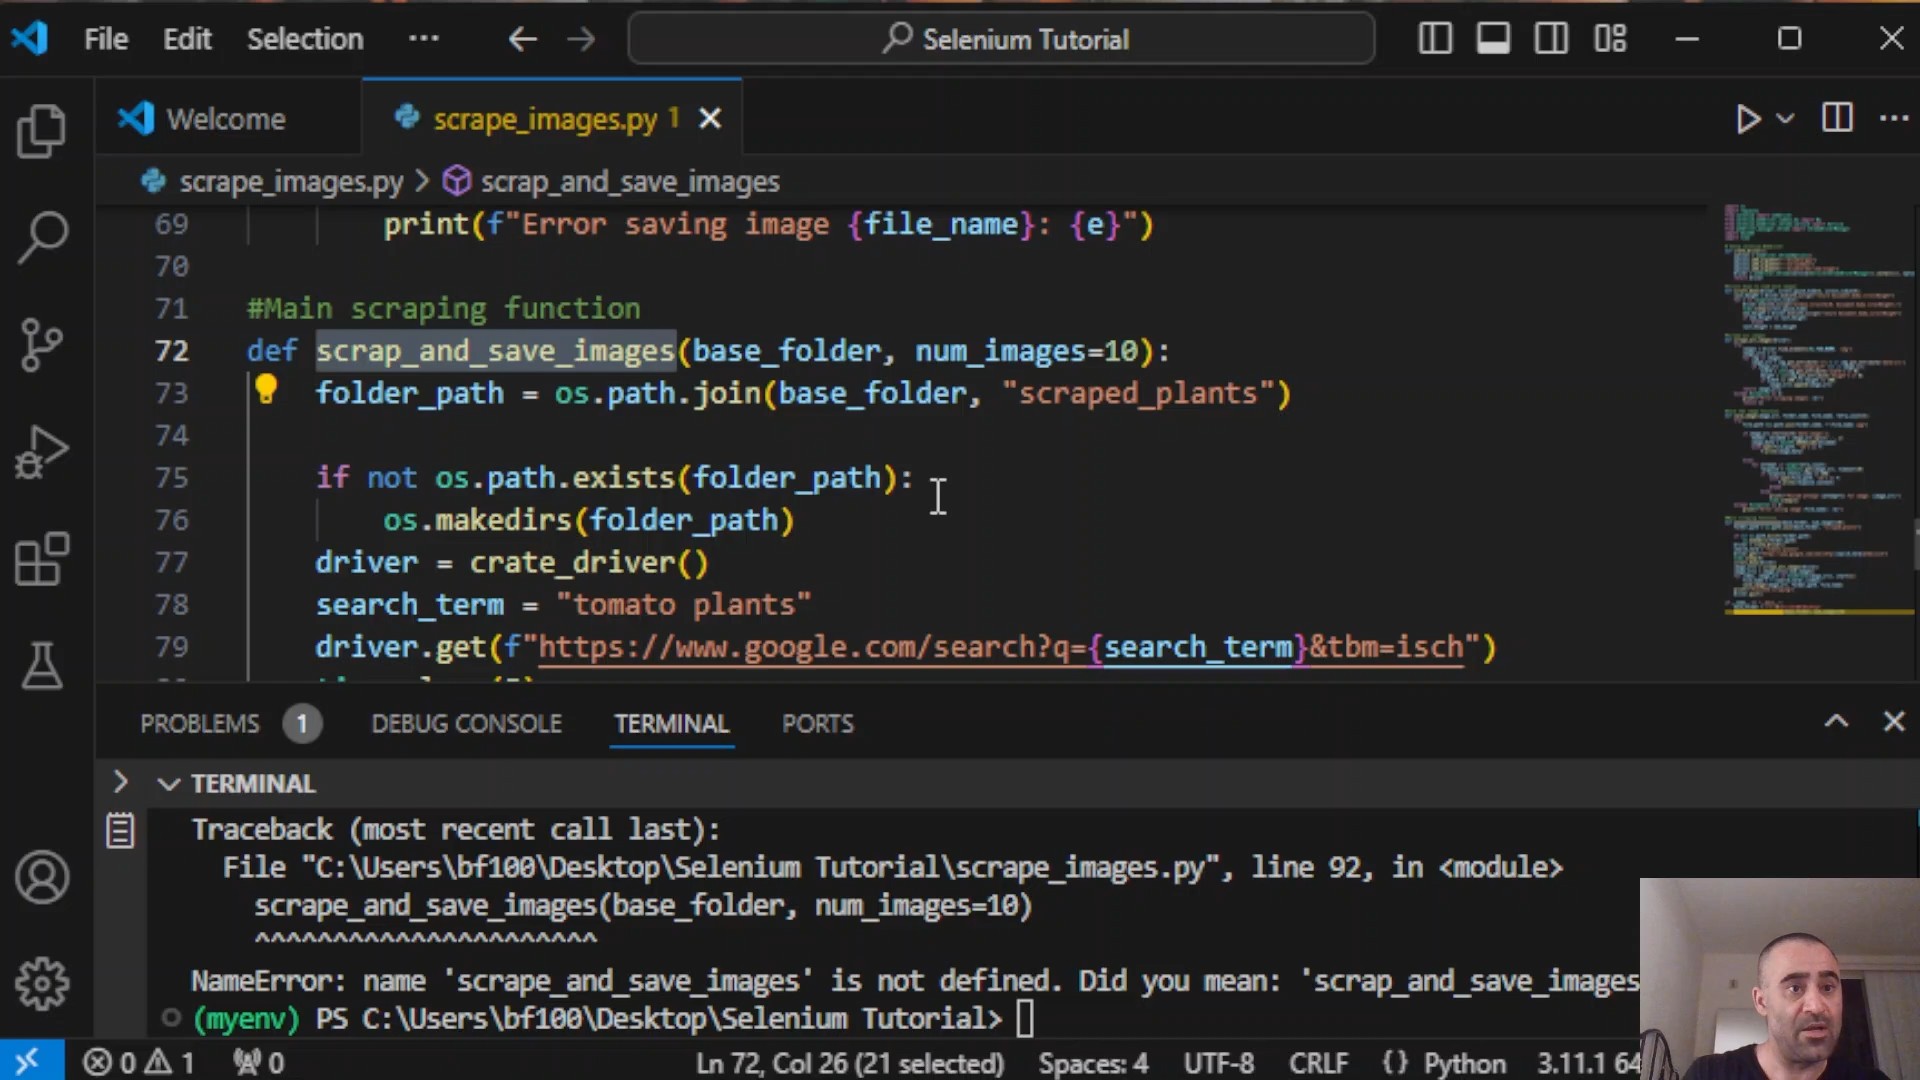 File Edit Selection ··· Selenium Tutorial
Welcome scrape_images.py 1
scrape_images.py > scrap_and_save_images
69 print(f"Error saving image {file_name}: {e}")
70
71 #Main scraping function
72 def scrap_and_save_images(base_folder, num_images=10):
73 folder_path = os.path.join(base_folder, "scraped_plants")
74
75 if not os.path.exists(folder_path):
76 os.makedirs(folder_path)
77 driver = crate_driver()
78 search_term = "tomato plants"
79 driver.get(f"https://www.google.com/search?q={search_term}&tbm=isch")
PROBLEMS 1 DEBUG CONSOLE TERMINAL PORTS
TERMINAL
Traceback (most recent call last):
File "C:\Users\bf100\Desktop\Selenium Tutorial\scrape_images.py", line 92, in <module>
scrape_and_save_images(base_folder, num_images=10)
^^^^^^^^^^^^^^^^^^^^^^
NameError: name 'scrape_and_save_images' is not defined. Did you mean: 'scrap_and_save_images
(myenv) PS C:\Users\bf100\Desktop\Selenium Tutorial>
0 1 0 Ln 72, Col 26 (21 selected) Spaces: 4 UTF-8 CRLF {} Python 3.11.1 64